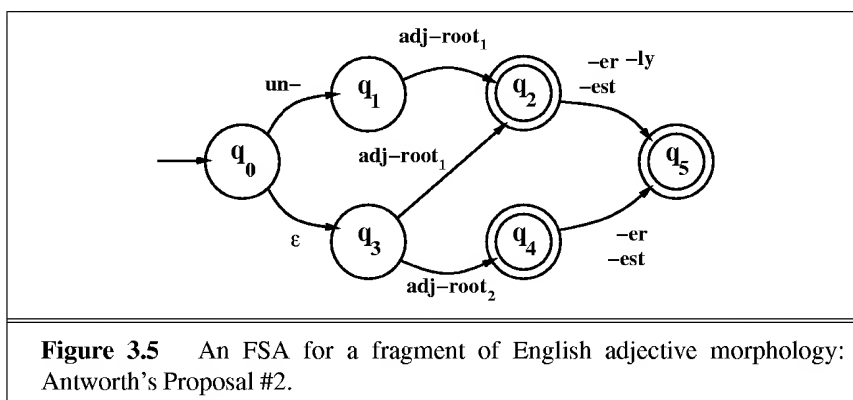 adj−root₁
un−
q₁
q₂
−er −ly
−est
q₀
adj−root₁
q₅
ε
q₃
q₄
−er
−est
adj−root₂
Figure 3.5 An FSA for a fragment of English adjective morphology:
Antworth's Proposal #2.